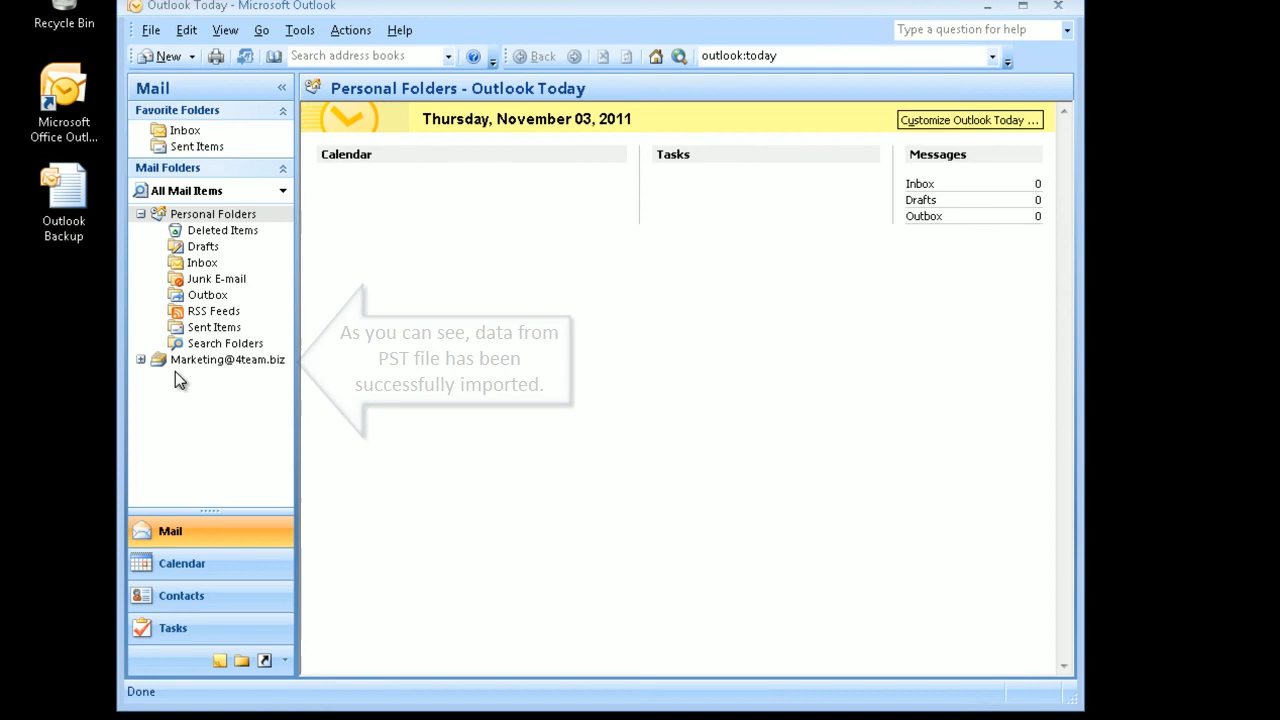 Recycle Bin
Microsoft
Office Outl...
Outlook
Backup
Outlook Today - Microsoft Outlook
File Edit View Go Tools Actions Help
Type a question for help
New Search address books Back outlook:today
Mail
Favorite Folders
Inbox
Sent Items
Mail Folders
All Mail Items
Personal Folders
Deleted Items
Drafts
Inbox
Junk E-mail
Outbox
RSS Feeds
Sent Items
Search Folders
Marketing@4team.biz
Mail
Calendar
Contacts
Tasks
Personal Folders - Outlook Today
Thursday, November 03, 2011
Customize Outlook Today ...
Calendar
Tasks
Messages
Inbox 0
Drafts 0
Outbox 0
As you can see, data from
PST file has been
successfully imported.
Done